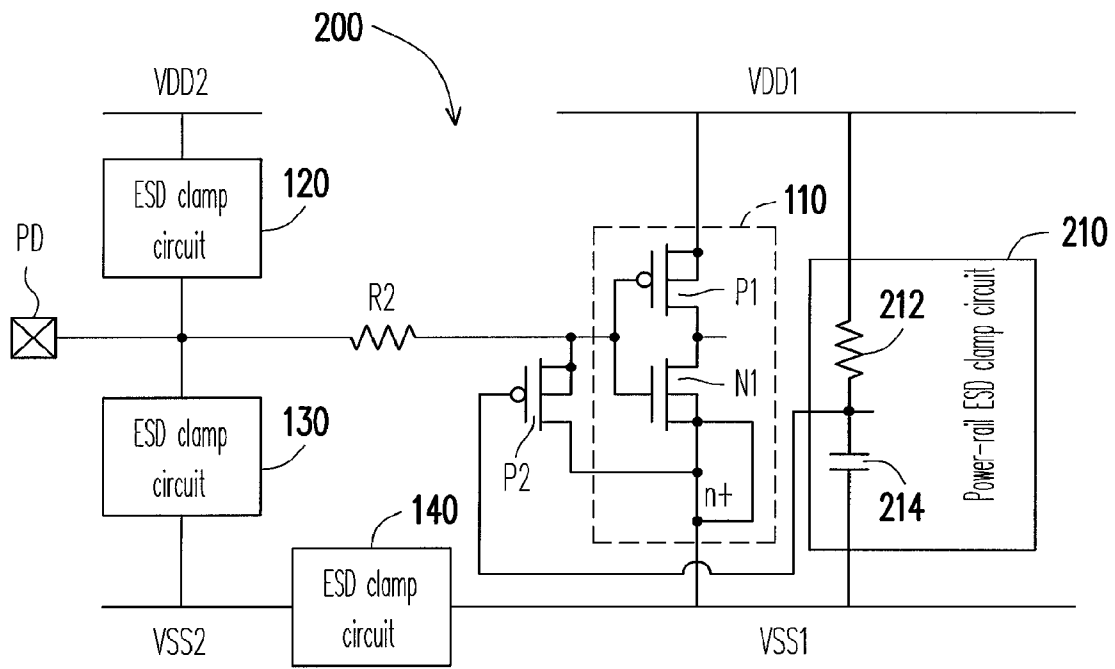 200
VDD2
VDD1
ESD clamp
circuit
120
110
210
PD
R2
P1
Power-rail ESD clamp circuit
212
N1
ESD clamp
circuit
130
P2
n+
214
140
ESD clamp
circuit
VSS2
VSS1